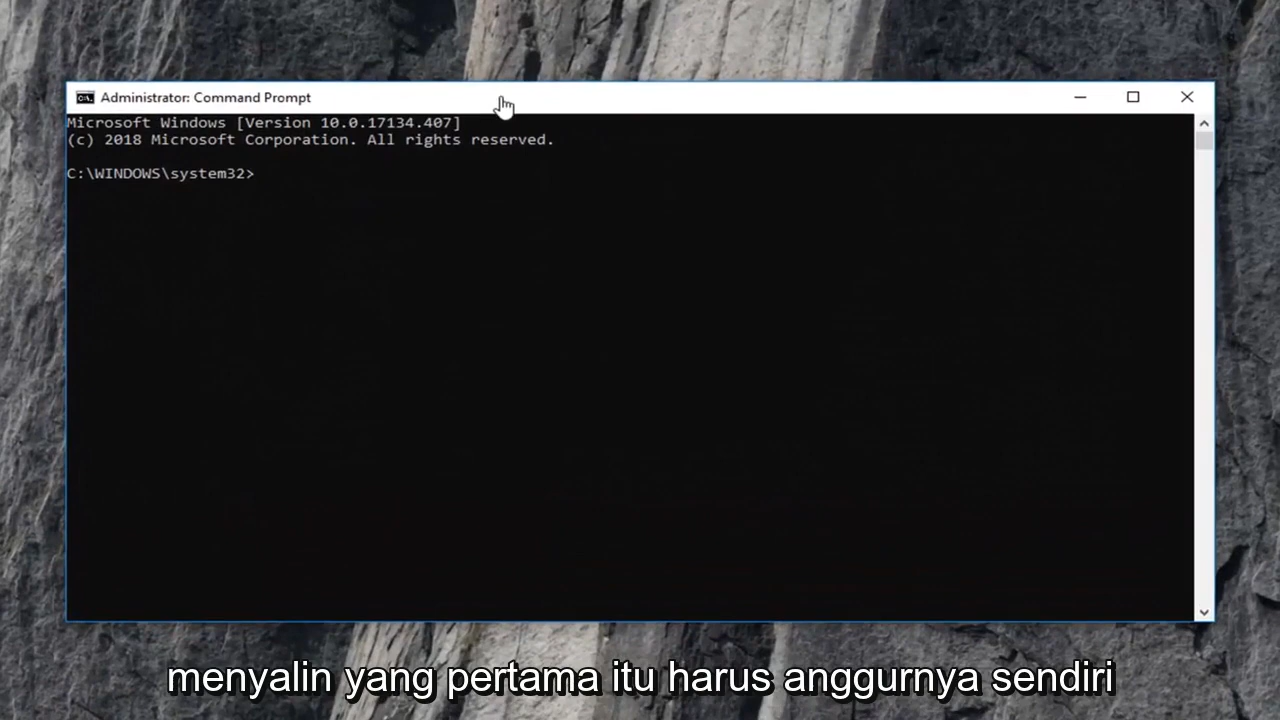 Administrator: Command Prompt
Microsoft Windows [Version 10.0.17134.407]
(c) 2018 Microsoft Corporation. All rights reserved.
C:\WINDOWS\system32>
menyalin yang pertama itu harus anggurnya sendiri